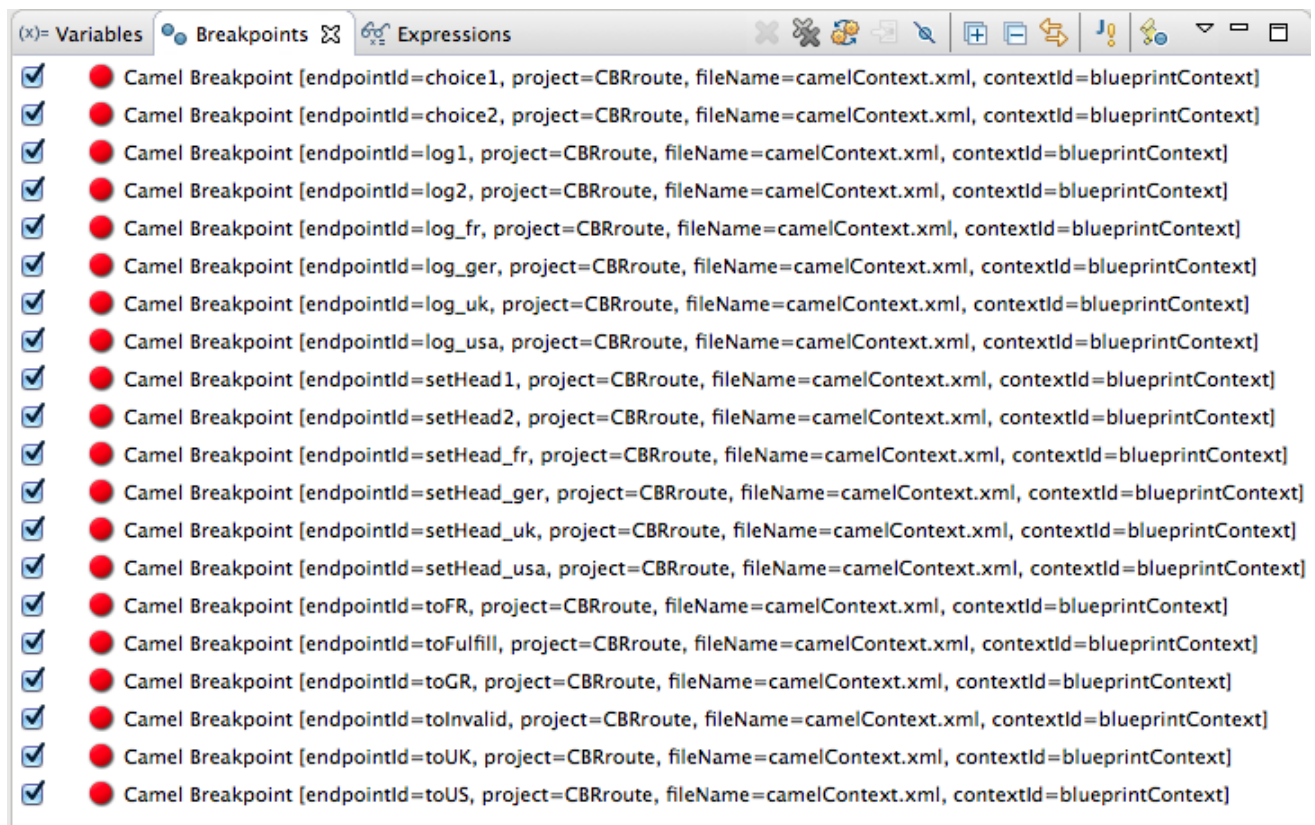 (x)= Variables Breakpoints Expressions
Camel Breakpoint [endpointId=choice1, project=CBRroute, fileName=camelContext.xml, contextId=blueprintContext]
Camel Breakpoint [endpointId=choice2, project=CBRroute, fileName=camelContext.xml, contextId=blueprintContext]
Camel Breakpoint [endpointId=log1, project=CBRroute, fileName=camelContext.xml, contextId=blueprintContext]
Camel Breakpoint [endpointId=log2, project=CBRroute, fileName=camelContext.xml, contextId=blueprintContext]
Camel Breakpoint [endpointId=log_fr, project=CBRroute, fileName=camelContext.xml, contextId=blueprintContext]
Camel Breakpoint [endpointId=log_ger, project=CBRroute, fileName=camelContext.xml, contextId=blueprintContext]
Camel Breakpoint [endpointId=log_uk, project=CBRroute, fileName=camelContext.xml, contextId=blueprintContext]
Camel Breakpoint [endpointId=log_usa, project=CBRroute, fileName=camelContext.xml, contextId=blueprintContext]
Camel Breakpoint [endpointId=setHead1, project=CBRroute, fileName=camelContext.xml, contextId=blueprintContext]
Camel Breakpoint [endpointId=setHead2, project=CBRroute, fileName=camelContext.xml, contextId=blueprintContext]
Camel Breakpoint [endpointId=setHead_fr, project=CBRroute, fileName=camelContext.xml, contextId=blueprintContext]
Camel Breakpoint [endpointId=setHead_ger, project=CBRroute, fileName=camelContext.xml, contextId=blueprintContext]
Camel Breakpoint [endpointId=setHead_uk, project=CBRroute, fileName=camelContext.xml, contextId=blueprintContext]
Camel Breakpoint [endpointId=setHead_usa, project=CBRroute, fileName=camelContext.xml, contextId=blueprintContext]
Camel Breakpoint [endpointId=toFR, project=CBRroute, fileName=camelContext.xml, contextId=blueprintContext]
Camel Breakpoint [endpointId=toFulfill, project=CBRroute, fileName=camelContext.xml, contextId=blueprintContext]
Camel Breakpoint [endpointId=toGR, project=CBRroute, fileName=camelContext.xml, contextId=blueprintContext]
Camel Breakpoint [endpointId=toInvalid, project=CBRroute, fileName=camelContext.xml, contextId=blueprintContext]
Camel Breakpoint [endpointId=toUK, project=CBRroute, fileName=camelContext.xml, contextId=blueprintContext]
Camel Breakpoint [endpointId=toUS, project=CBRroute, fileName=camelContext.xml, contextId=blueprintContext]